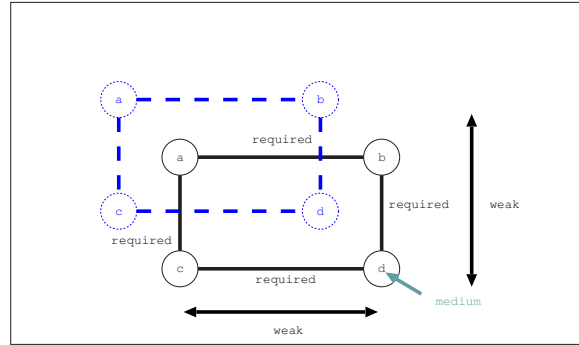 a b
required
a b
required weak
c d
required
c required d
medium
weak